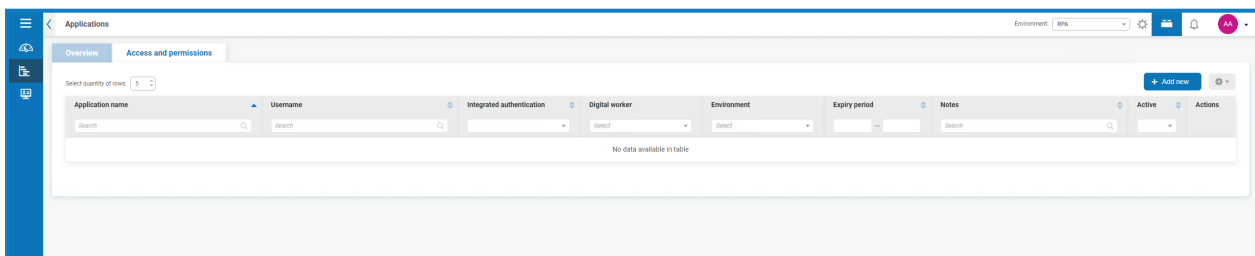 Applications
Environment: RPA
AA
Overview Access and permissions
Select quantity of rows: 5
+ Add new
Application name Username Integrated authentication Digital worker Environment Expiry period Notes Active Actions
Search Search Select Select — Search
No data available in table